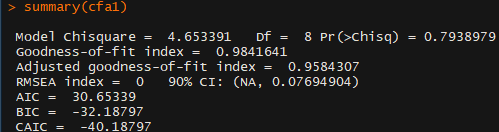 > summary(cfa1)
Model Chisquare =  4.653391   Df =  8 Pr(>Chisq) = 0.7938979
Goodness-of-fit index =  0.9841641
Adjusted goodness-of-fit index =  0.9584307
RMSEA index =  0   90% CI: (NA, 0.07694904)
AIC =  30.65339
BIC =  -32.18797
CAIC =  -40.18797